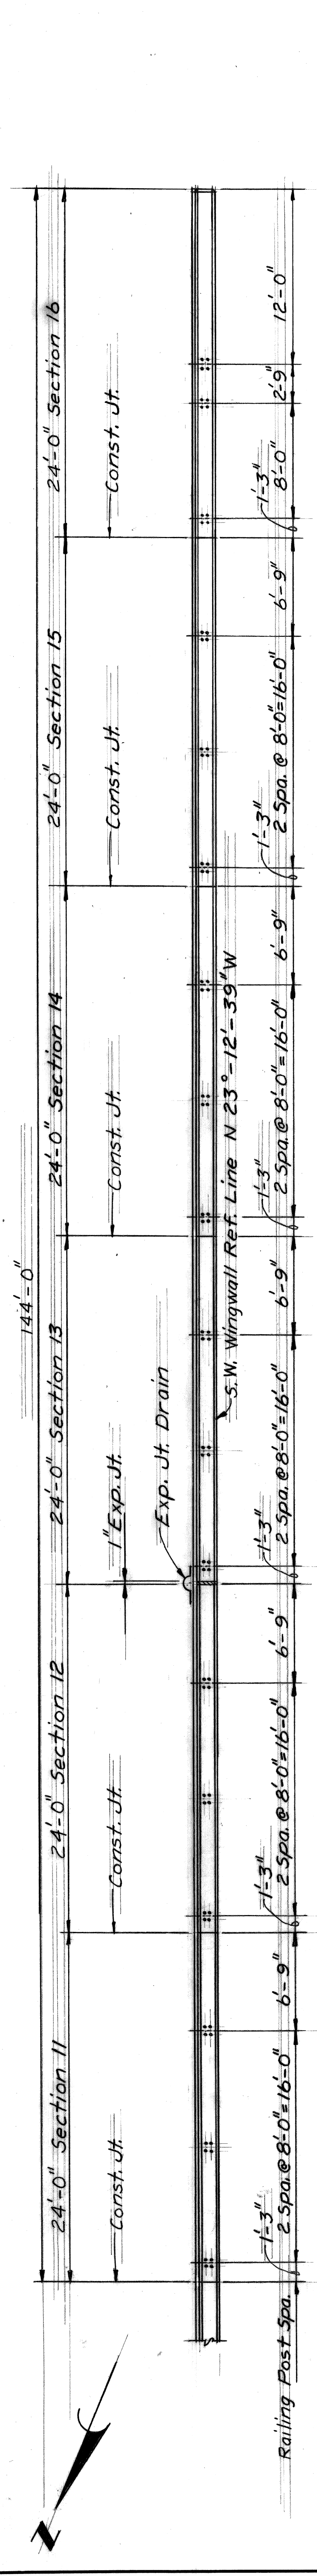 144'-0"
24'-0" Section 11
24'-0" Section 12
24'-0" Section 13
24'-0" Section 14
24'-0" Section 15
24'-0" Section 16
Const. Jt.
Const. Jt.
1" Exp. Jt.
Const. Jt.
Const. Jt.
Const. Jt.
Exp. Jt. Drain
S.W. Wingwall Ref. Line N 23°-12'-39" W
N
Railing Post Spa.
1'-3"
2 Spa. @ 8'-0"=16'-0"
6'-9"
1'-3"
2 Spa. @ 8'-0"=16'-0"
6'-9"
1'-3"
2 Spa. @ 8'-0"=16'-0"
6'-9"
1'-3"
2 Spa. @ 8'-0"=16'-0"
6'-9"
1'-3"
2 Spa. @ 8'-0"=16'-0"
6'-9"
1'-3"
8'-0"
2'-9"
12'-0"